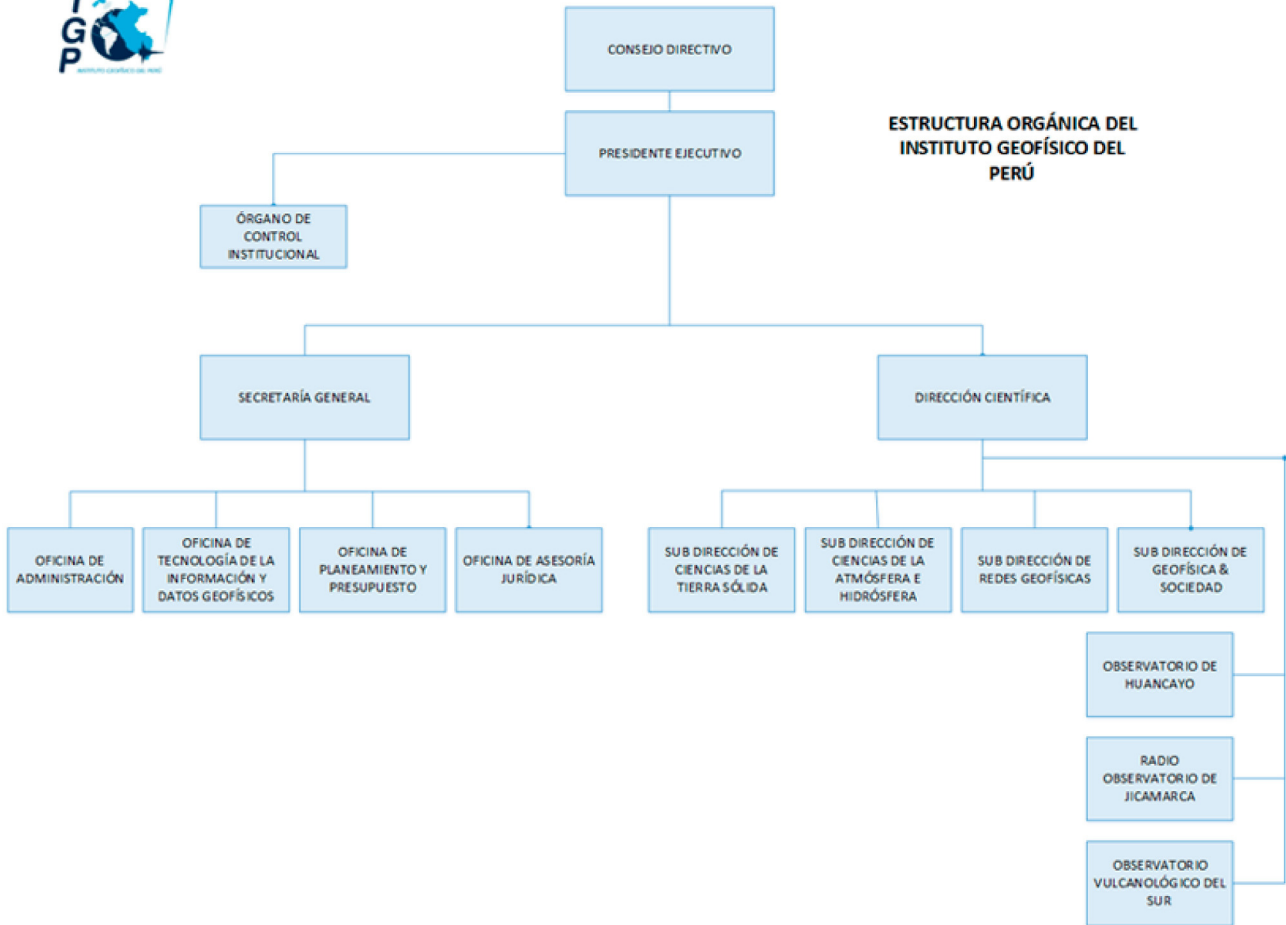 I
G
P
INSTITUTO GEOFÍSICO DEL PERÚ
CONSEJO DIRECTIVO
PRESIDENTE EJECUTIVO
ESTRUCTURA ORGÁNICA DEL
INSTITUTO GEOFÍSICO DEL
PERÚ
ÓRGANO DE
CONTROL
INSTITUCIONAL
SECRETARÍA GENERAL
DIRECCIÓN CIENTÍFICA
OFICINA DE
ADMINISTRACIÓN
OFICINA DE
TECNOLOGÍA DE LA
INFORMACIÓN Y
DATOS GEOFÍSICOS
OFICINA DE
PLANEAMIENTO Y
PRESUPUESTO
OFICINA DE ASESORÍA
JURÍDICA
SUB DIRECCIÓN DE
CIENCIAS DE LA
TIERRA SÓLIDA
SUB DIRECCIÓN DE
CIENCIAS DE LA
ATMÓSFERA E
HIDRÓSFERA
SUB DIRECCIÓN DE
REDES GEOFÍSICAS
SUB DIRECCIÓN DE
GEOFÍSICA &
SOCIEDAD
OBSERVATORIO DE
HUANCAYO
RADIO
OBSERVATORIO DE
JICAMARCA
OBSERVATORIO
VULCANOLÓGICO DEL
SUR